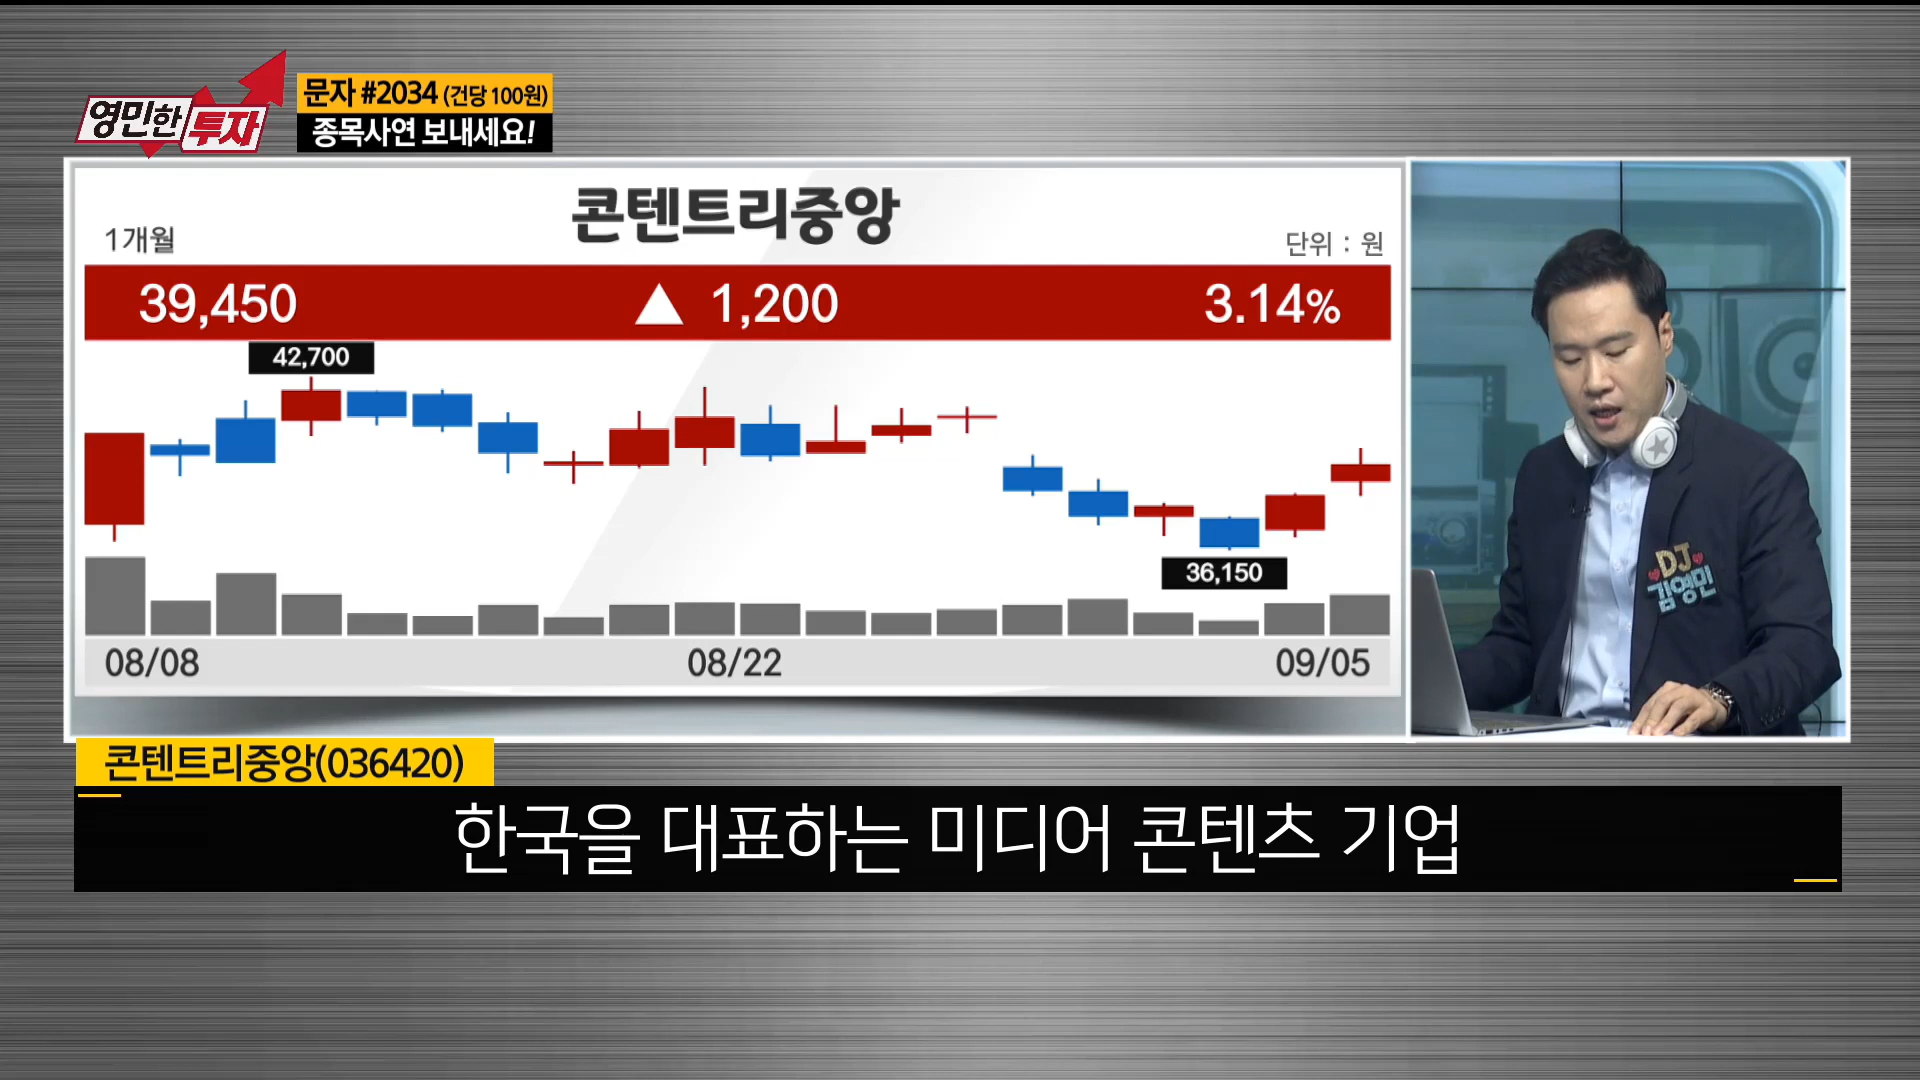 영민한 투자
문자 #2034 (건당 100원)
종목사연 보내세요!
콘텐트리중앙
1개월
단위 : 원
39,450 ▲ 1,200 3.14%
42,700
36,150
08/08 08/22 09/05
DJ
김영민
콘텐트리중앙(036420)
한국을 대표하는 미디어 콘텐츠 기업